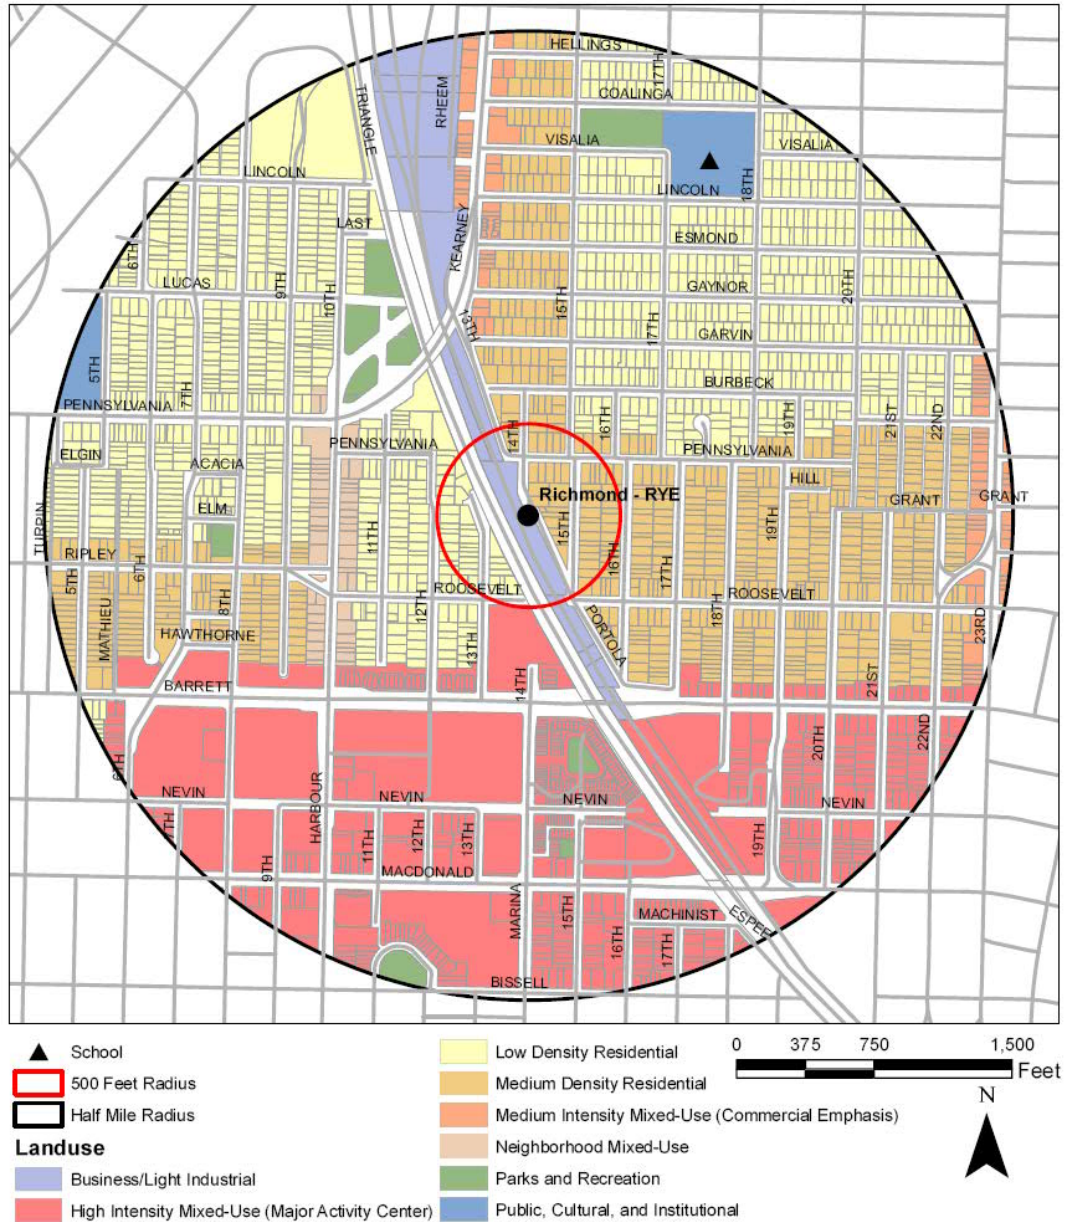 HELLINGS
17TH
COALINGA
TRIANGLE
RHEEM
VISALIA
VISALIA
LINCOLN
LINCOLN
18TH
LAST
KEARNEY
ESMOND
6TH
LUCAS
9TH
10TH
GAYNOR
20TH
15TH
13TH
17TH
GARVIN
5TH
7TH
BURBECK
PENNSYLVANIA
14TH
16TH
19TH
21ST
22ND
PENNSYLVANIA
PENNSYLVANIA
ELGIN
ACACIA
HILL
Richmond - RYE
GRANT
GRANT
ELM
TURPIN
11TH
15TH
19TH
RIPLEY
6TH
16TH
17TH
5TH
ROOSEVELT
ROOSEVELT
8TH
12TH
18TH
MATHIEU
HAWTHORNE
PORTOLA
23RD
13TH
BARRETT
14TH
21ST
6TH
20TH
22ND
NEVIN
NEVIN
NEVIN
NEVIN
HARBOUR
7TH
11TH
12TH
13TH
19TH
9TH
MACDONALD
MARINA
15TH
MACHINIST
ESPEE
16TH
17TH
BISSELL
School
500 Feet Radius
Half Mile Radius
Landuse
Business/Light Industrial
High Intensity Mixed-Use (Major Activity Center)
Low Density Residential
Medium Density Residential
Medium Intensity Mixed-Use (Commercial Emphasis)
Neighborhood Mixed-Use
Parks and Recreation
Public, Cultural, and Institutional
0 375 750 1,500
Feet
N